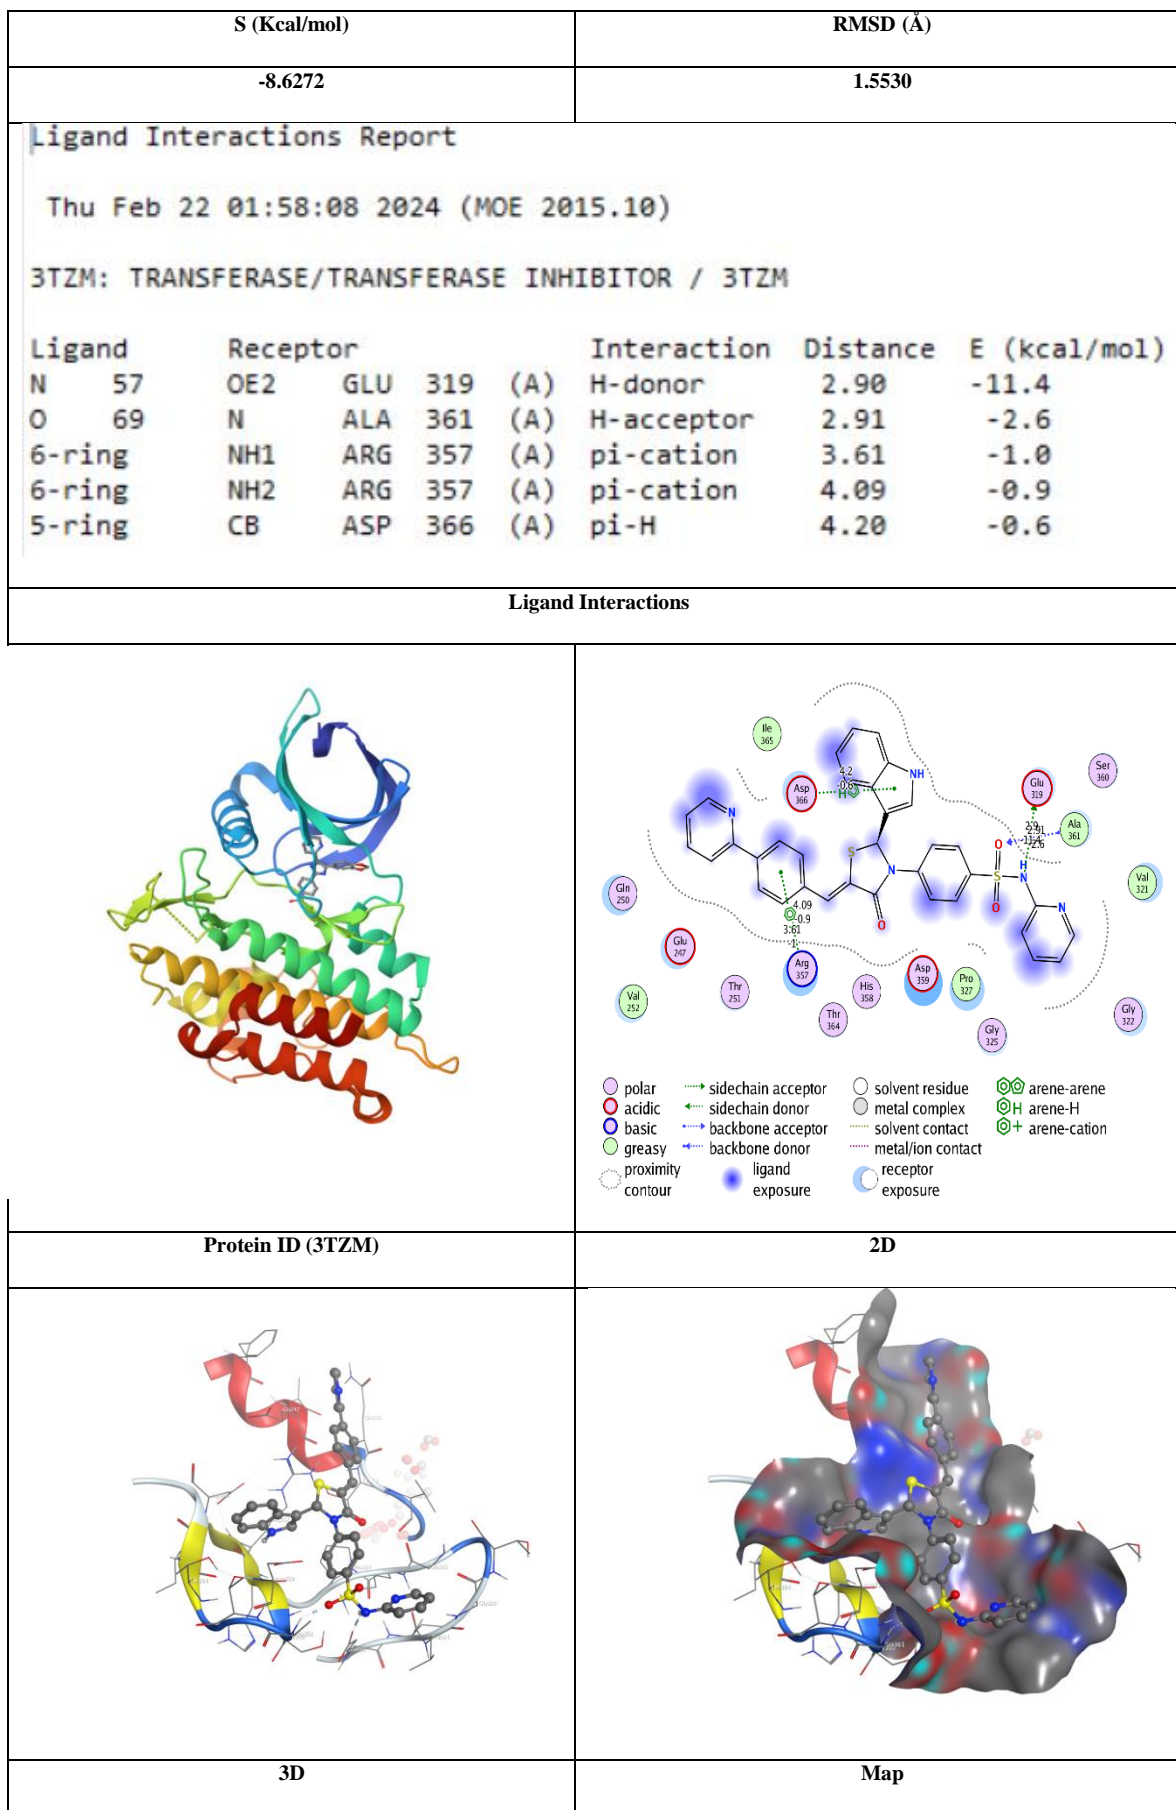 S (Kcal/mol) RMSD (Å)
-8.6272 1.5530
Ligand Interactions Report
Thu Feb 22 01:58:08 2024 (MOE 2015.10)
3TZM: TRANSFERASE/TRANSFERASE INHIBITOR / 3TZM
Ligand Receptor Interaction Distance E (kcal/mol)
N 57 OE2 GLU 319 (A) H-donor 2.90 -11.4
O 69 N ALA 361 (A) H-acceptor 2.91 -2.6
6-ring NH1 ARG 357 (A) pi-cation 3.61 -1.0
6-ring NH2 ARG 357 (A) pi-cation 4.09 -0.9
5-ring CB ASP 366 (A) pi-H 4.20 -0.6
Ligand Interactions
Ile
365
Asp
366
H
4.2
-0.6
NH
Glu
319
Ser
360
Ala
361
2.91
-2.6
N
S
N
O
S
O
N
H
N
O
Val
321
Gln
250
Glu
247
4.09
-0.9
3.61
-1
Arg
357
Val
252
Thr
251
Thr
364
His
358
Asp
359
Pro
327
Gly
325
Gly
322
polar sidechain acceptor solvent residue arene-arene
acidic sidechain donor metal complex H arene-H
basic backbone acceptor solvent contact + arene-cation
greasy backbone donor metal/ion contact
proximity contour ligand exposure receptor exposure
Protein ID (3TZM) 2D
3D Map